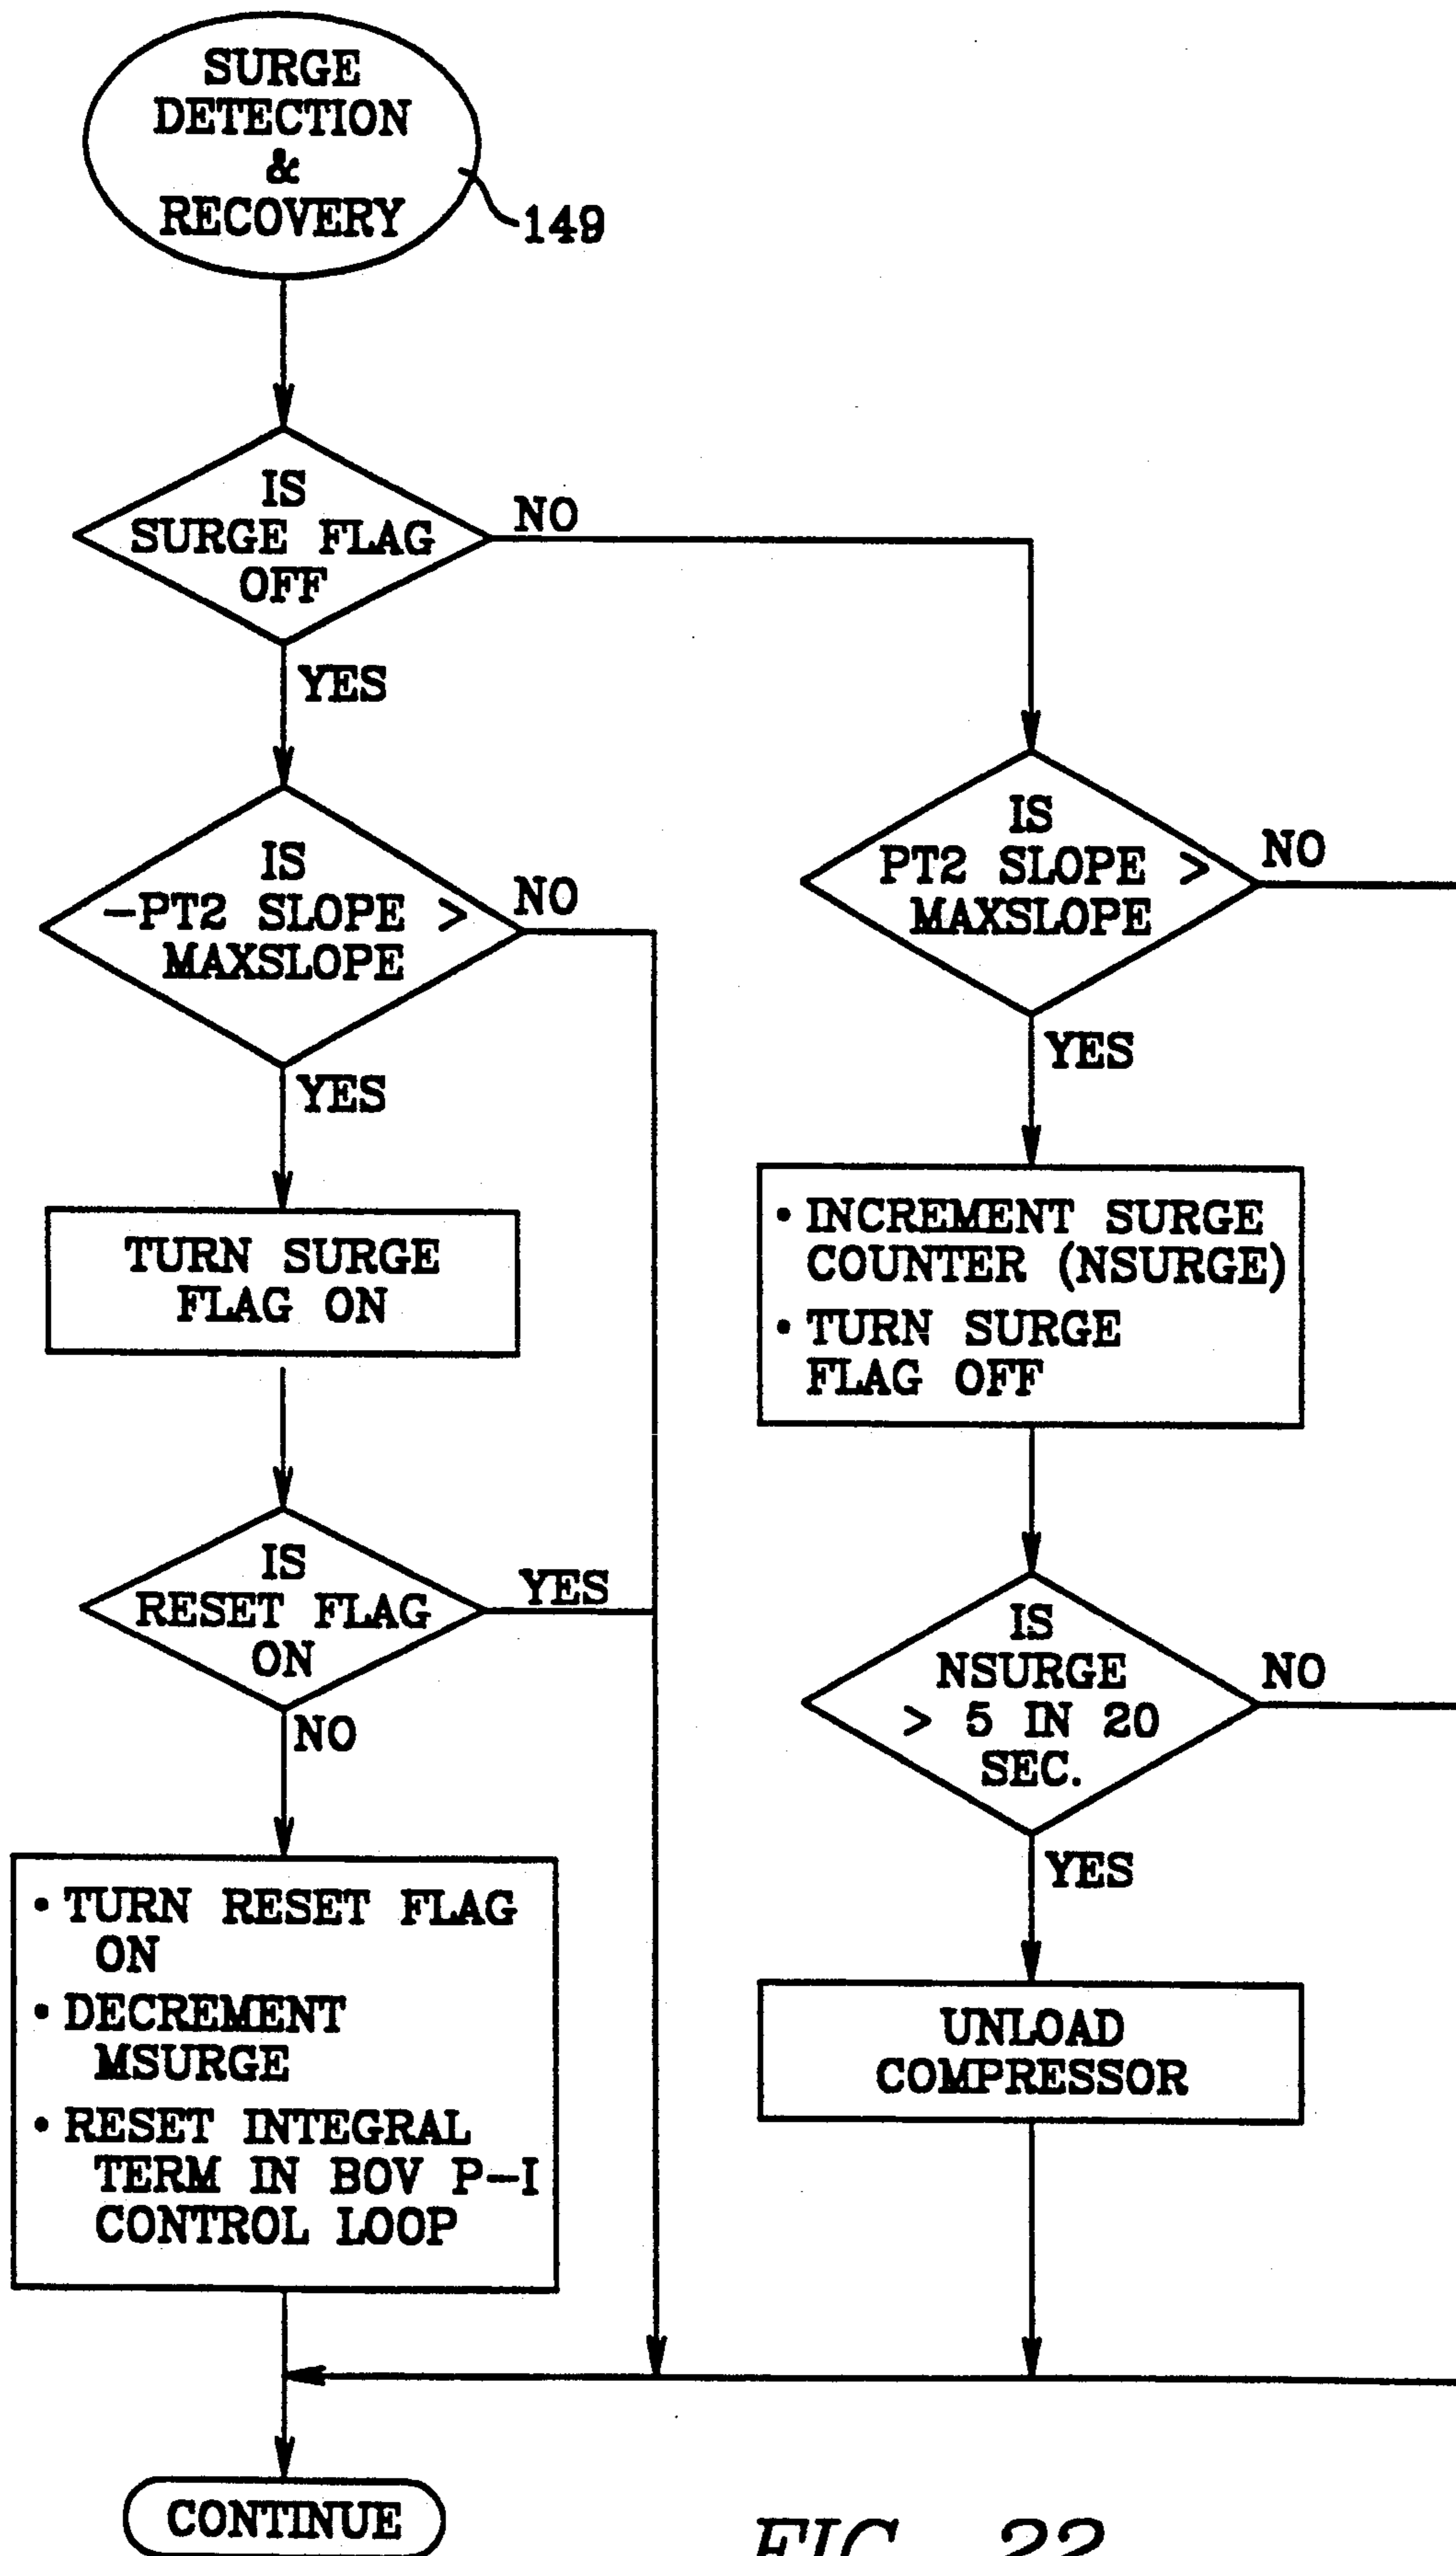 SURGE
DETECTION
&
RECOVERY
149
IS
SURGE FLAG
OFF
NO
YES
IS
-PT2 SLOPE >
MAXSLOPE
NO
YES
TURN SURGE
FLAG ON
IS
RESET FLAG
ON
YES
NO
• TURN RESET FLAG
ON
• DECREMENT
MSURGE
• RESET INTEGRAL
TERM IN BOV P-I
CONTROL LOOP
CONTINUE
IS
PT2 SLOPE >
MAXSLOPE
NO
YES
• INCREMENT SURGE
COUNTER (NSURGE)
• TURN SURGE
FLAG OFF
IS
NSURGE
> 5 IN 20
SEC.
NO
YES
UNLOAD
COMPRESSOR
FIG. 22